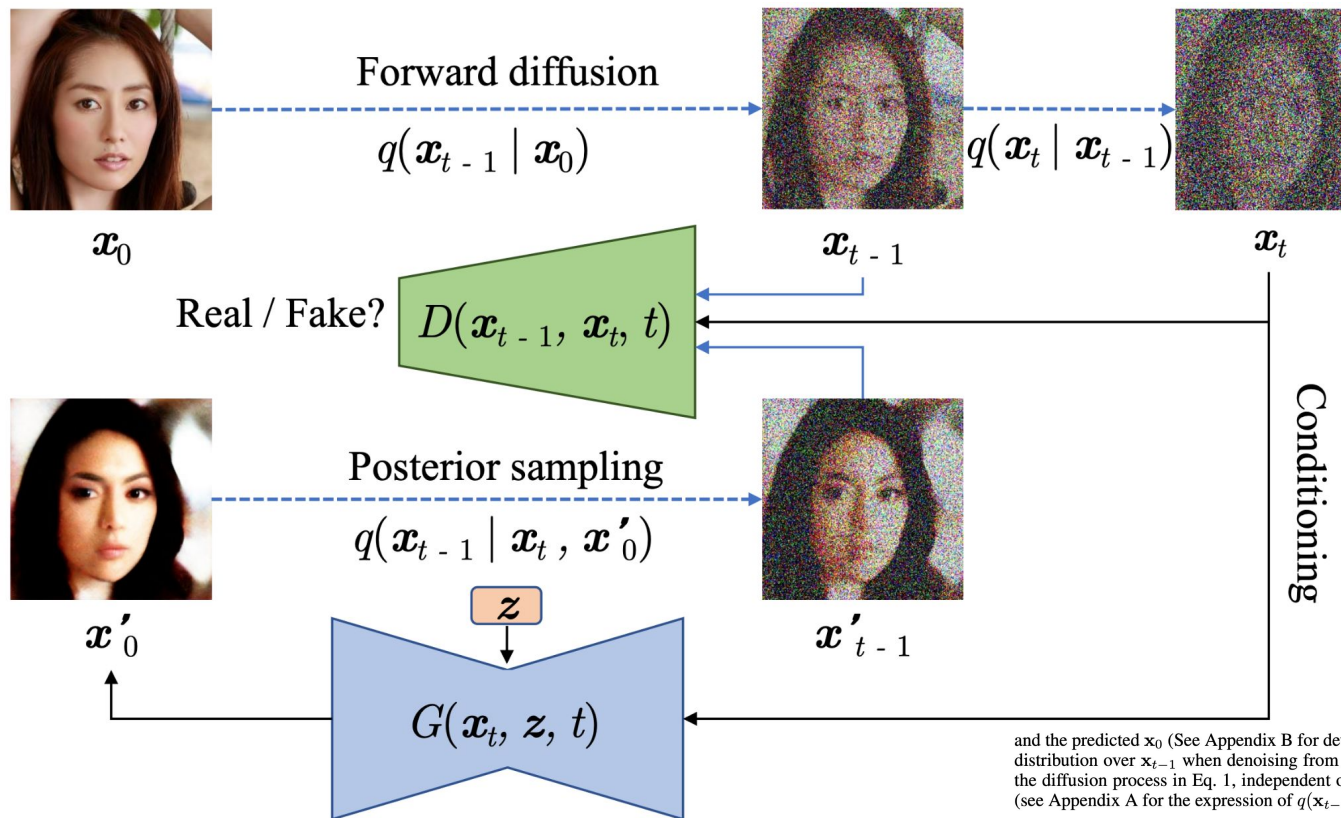 Forward diffusion
q(x_{t-1} | x_0)
q(x_t | x_{t-1})
x_0
x_{t-1}
x_t
Real / Fake?
D(x_{t-1}, x_t, t)
Conditioning
Posterior sampling
q(x_{t-1} | x_t, x'_0)
z
x'_0
x'_{t-1}
G(x_t, z, t)
and the predicted x_0 (See Appendix B for
distribution over x_{t-1} when denoising from
the diffusion process in Eq. 1, independent
(see Appendix A for the expression of q(x_{t-